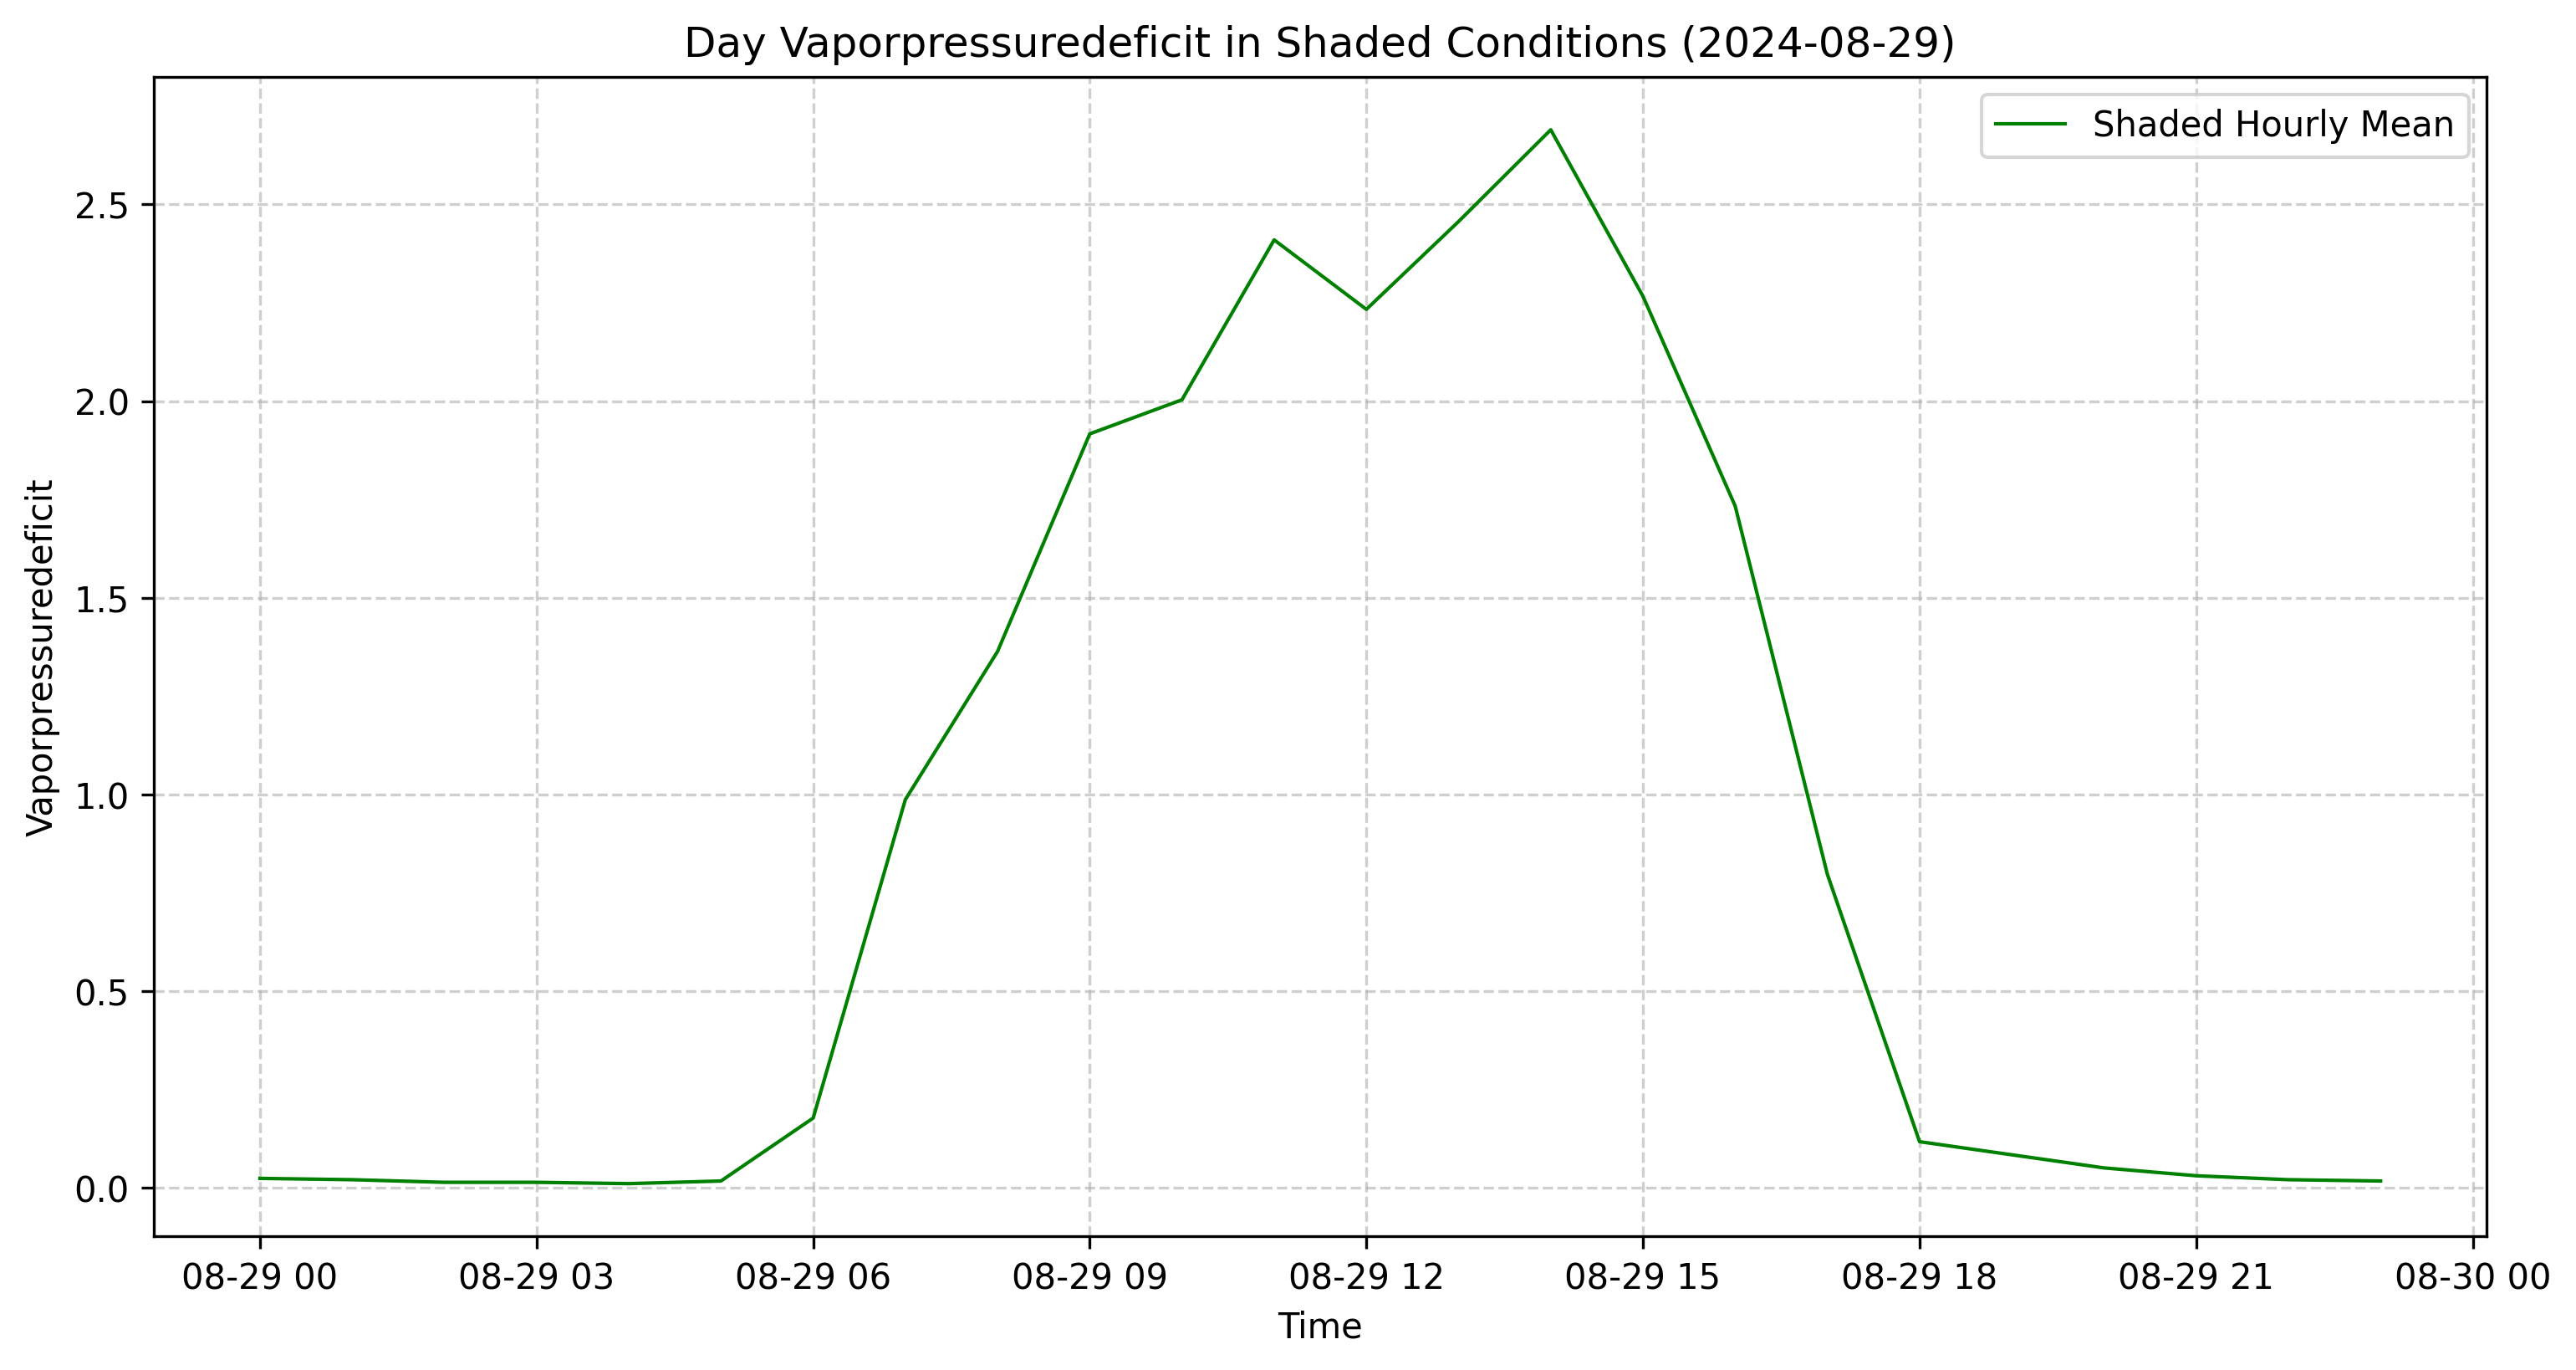 Day Vaporpressuredeficit in Shaded Conditions (2024-08-29)
Shaded Hourly Mean
Vaporpressuredeficit
2.5
2.0
1.5
1.0
0.5
0.0
08-29 00 08-29 03 08-29 06 08-29 09 08-29 12 08-29 15 08-29 18 08-29 21 08-30 00
Time